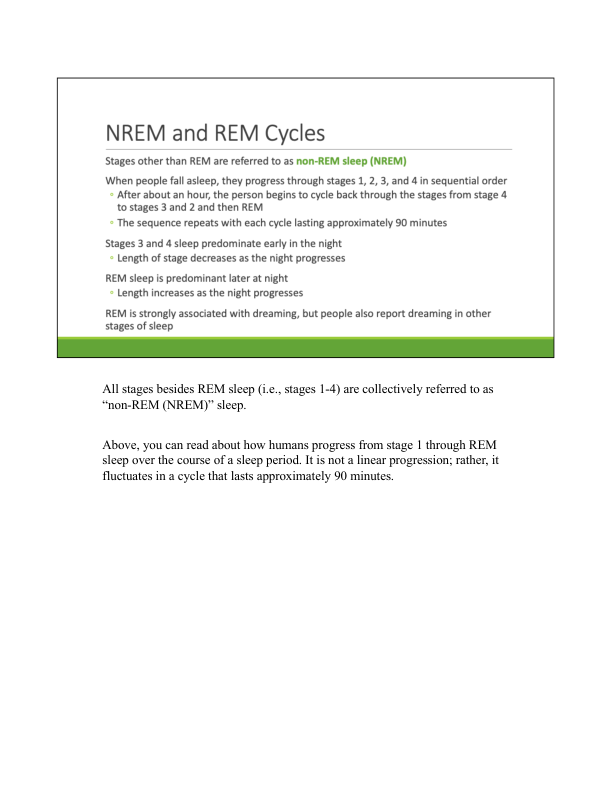 NREM and REM Cycles
Stages other than REM are referred to as non-REM sleep (NREM)
When people fall asleep, they progress through stages 1, 2, 3, and 4 in sequential order
▪ After about an hour, the person begins to cycle back through the stages from stage 4
to stages 3 and 2 and then REM
▪ The sequence repeats with each cycle lasting approximately 90 minutes
Stages 3 and 4 sleep predominate early in the night
▪ Length of stage decreases as the night progresses
REM sleep is predominant later at night
▪ Length increases as the night progresses
REM is strongly associated with dreaming, but people also report dreaming in other
stages of sleep
All stages besides REM sleep (i.e., stages 1-4) are collectively referred to as
“non-REM (NREM)” sleep.
Above, you can read about how humans progress from stage 1 through REM
sleep over the course of a sleep period. It is not a linear progression; rather, it
fluctuates in a cycle that lasts approximately 90 minutes.